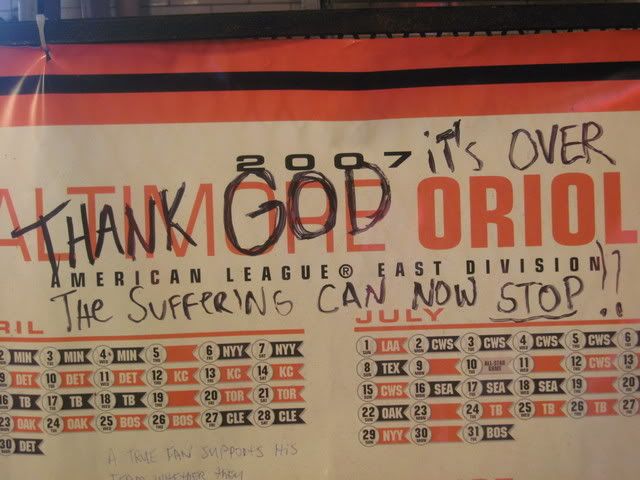 2007 it's OVER
THANK GOD
ALTIMORE ORIOL
AMERICAN LEAGUE® EAST DIVISION
THE SUFFERING CAN NOW STOP!!
RIL
2 MIN 3 MIN 4 MIN 5 6 NYY 7 NYY
9 DET 10 DET 11 DET 12 KC 13 KC 14 KC
16 TB 17 TB 18 TB 19 20 TOR 21 TOR
23 OAK 24 OAK 25 BOS 26 BOS 27 CLE 28 CLE
30 DET
JULY
1 LAA 2 CWS 3 CWS 4 CWS 5 CWS 6
8 TEX 9 10 ALL-STAR GAME 11 12 CWS 13
15 CWS 16 SEA 17 SEA 18 SEA 19 20
22 OAK 23 24 TB 25 TB 26 TB 27
29 NYY 30 31 BOS
A TRUE FAN SUPPORTS HIS
TEAM WHETHER THEY